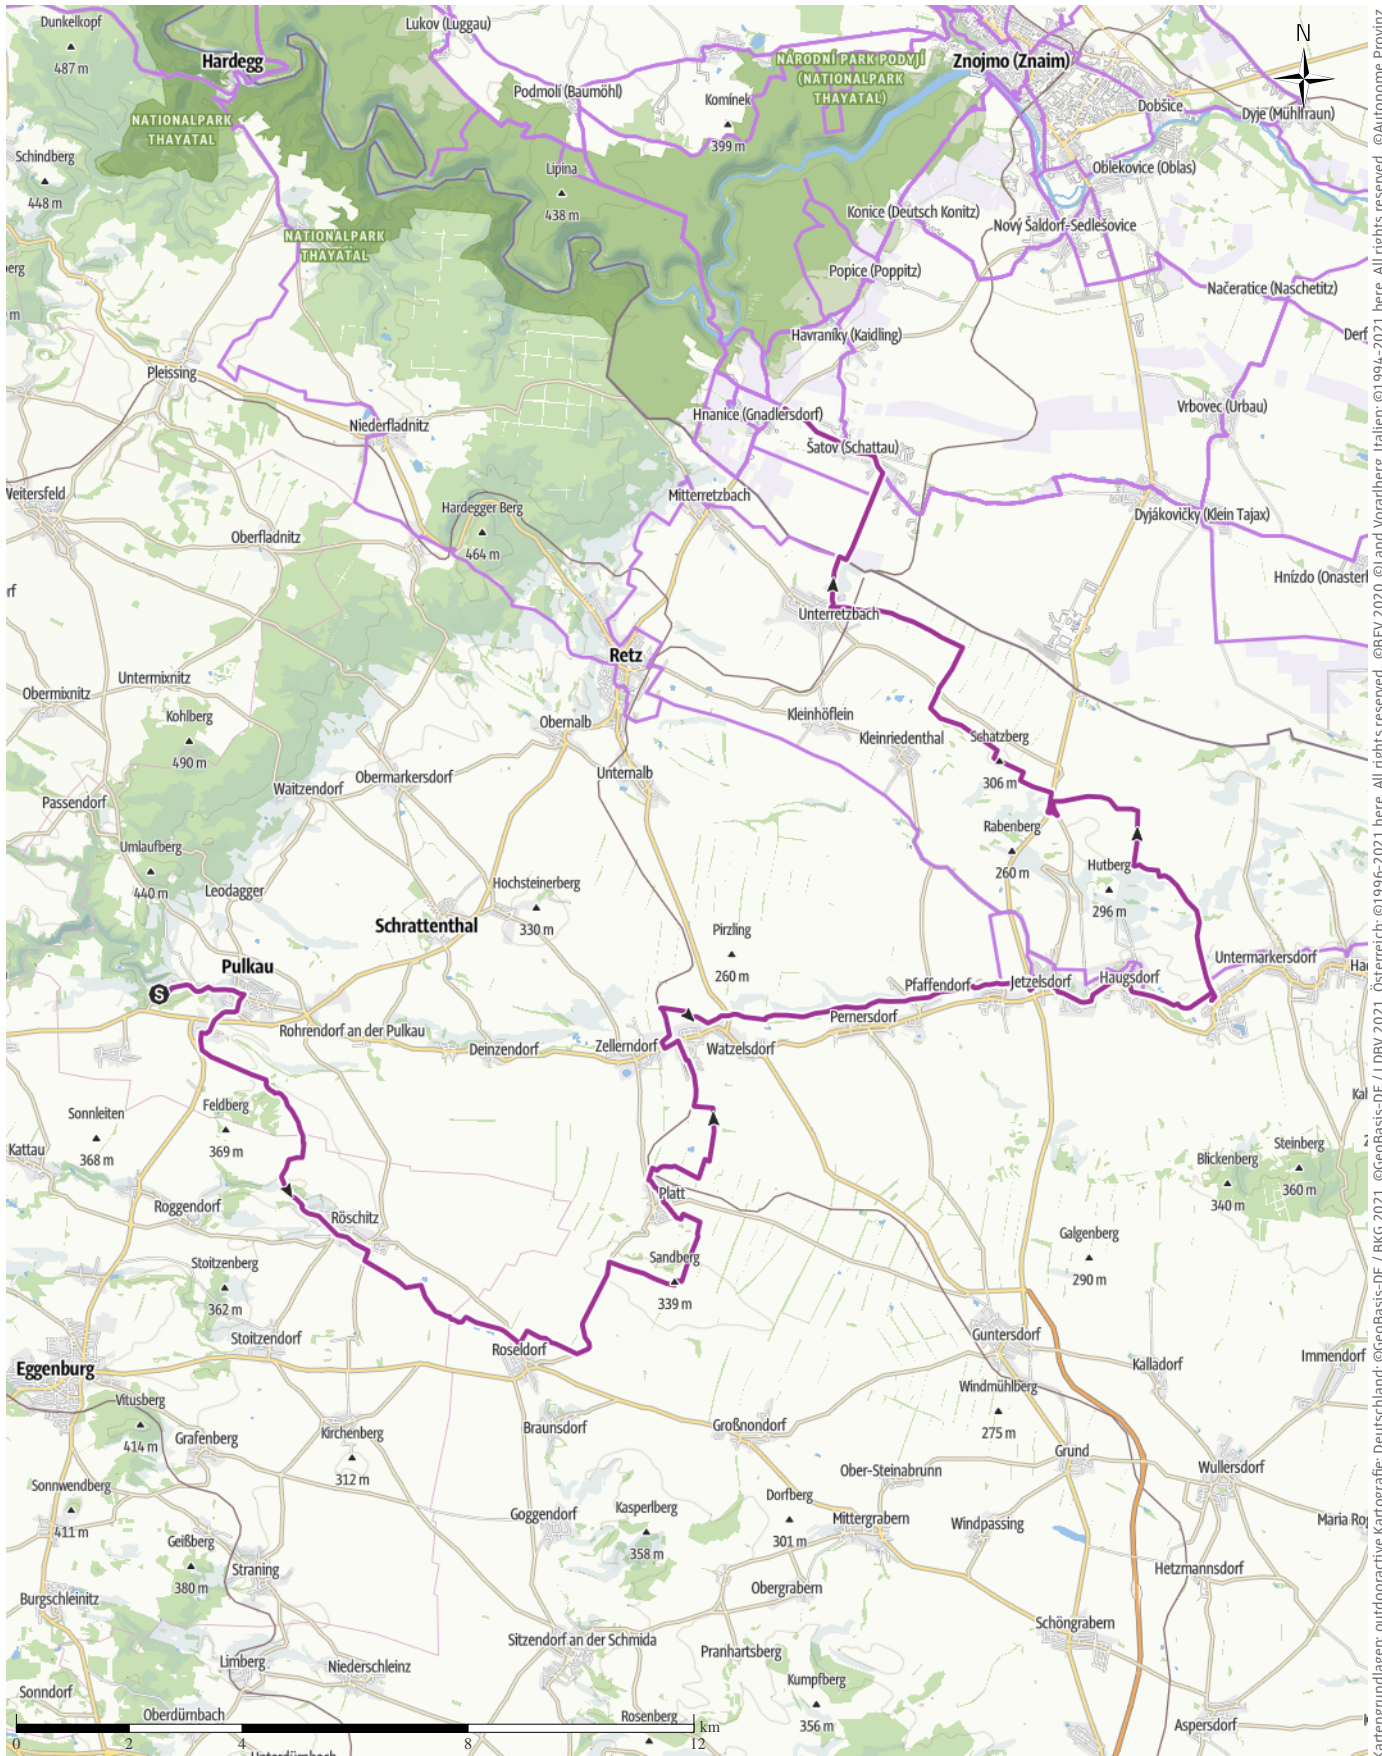 Dunkelkopf
487 m
Lukov (Luggau)
Hardegg
Podmolí (Baumöhl)
Komínek
399 m
NÁRODNÍ PARK PODYJÍ
(NATIONALPARK
THAYATAL)
Znojmo (Znaim)
N
Dobšice
Dyje (Mühlfraun)
NATIONALPARK
THAYATAL
Schindberg
448 m
Lipina
438 m
Oblekovice (Oblas)
Konice (Deutsch Konitz)
Nový Šaldorf-Sedlešovice
NATIONALPARK
THAYATAL
Popice (Poppitz)
Načeratice (Naschetitz)
Havraníky (Kaidling)
Derf
Pleissing
Niederfladnitz
Hnanice (Gnadlersdorf)
Vrbovec (Urbau)
Šatov (Schattau)
Weitersfeld
Hardegger Berg
464 m
Mitterretzbach
Dyjákovičky (Klein Tajax)
Oberfladnitz
Hnízdo (Onasterl
Unterretzbach
Retz
Untermixnitz
Obermixnitz
Kohlberg
490 m
Obernalb
Kleinhöflein
Kleinriedenthal
Schatzberg
306 m
Unternalb
Obermarkersdorf
Waitzendorf
Passendorf
Rabenberg
260 m
Umlaufberg
440 m
Leodagger
Hutberg
296 m
Hochsteinerberg
330 m
Schrattenthal
Pirzling
260 m
Pulkau
S
Untermarkersdorf
Pfaffendorf
Jetzelsdorf
Haugsdorf
Rohrendorf an der Pulkau
Pernersdorf
Deinzendorf
Zellerndorf
Watzelsdorf
Feldberg
369 m
Sonnleiten
368 m
Kattau
Steinberg
360 m
Blickenberg
340 m
Platt
Roggendorf
Röschitz
Galgenberg
290 m
Stoitzenberg
362 m
Sandberg
339 m
Stoitzendorf
Roseldorf
Guntersdorf
Immendorf
Kalladorf
Eggenburg
Vitusberg
414 m
Windmühlberg
275 m
Grafenberg
Kirchenberg
312 m
Braunsdorf
Großnondorf
Grund
Wullersdorf
Ober-Steinabrunn
Sonnwendberg
411 m
Goggendorf
Kasperlberg
358 m
Dorfberg
301 m
Mittergrabern
Windpassing
Maria Rog
Geißberg
380 m
Straning
Hetzmannsdorf
Burgschleinitz
Obergrabern
Schöngrabern
Sitzendorf an der Schmida
Pranhartsberg
Limberg
Niederschleinz
Kumpfberg
356 m
Sonndorf
Oberdürnbach
Rosenberg
Aspersdorf
0 2 4 8 12 km